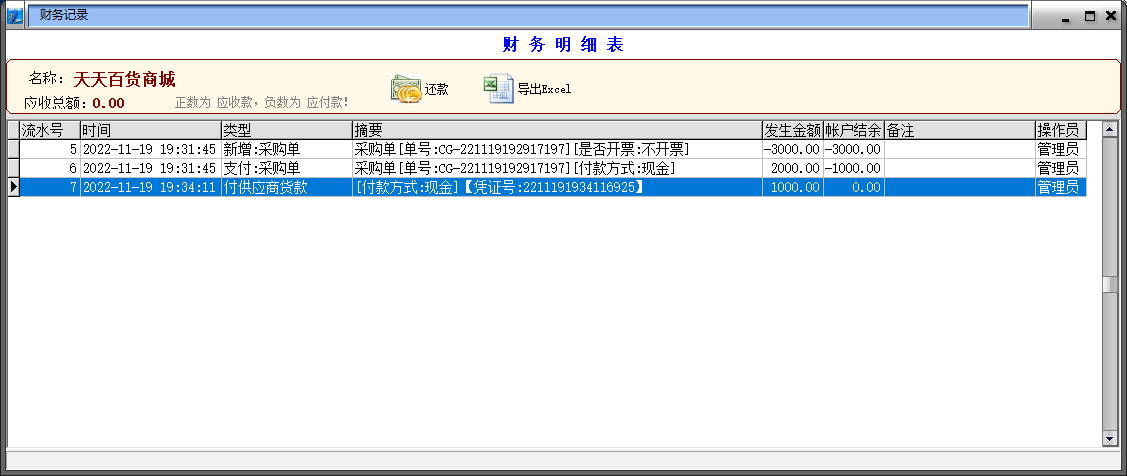 财务记录
财 务 明 细 表
名称: 天天百货商城
还款
导出Excel
应收总额: 0.00 正数为 应收款, 负数为 应付款!
流水号 时间 类型 摘要 发生金额 帐户结余 备注 操作员
5 2022-11-19 19:31:45 新增:采购单 采购单[单号:CG-221119192917197][是否开票:不开票] -3000.00 -3000.00 管理员
6 2022-11-19 19:31:45 支付:采购单 采购单[单号:CG-221119192917197][付款方式:现金] 2000.00 -1000.00 管理员
7 2022-11-19 19:34:11 付供应商货款 [付款方式:现金]【凭证号:2211191934116925】 1000.00 0.00 管理员